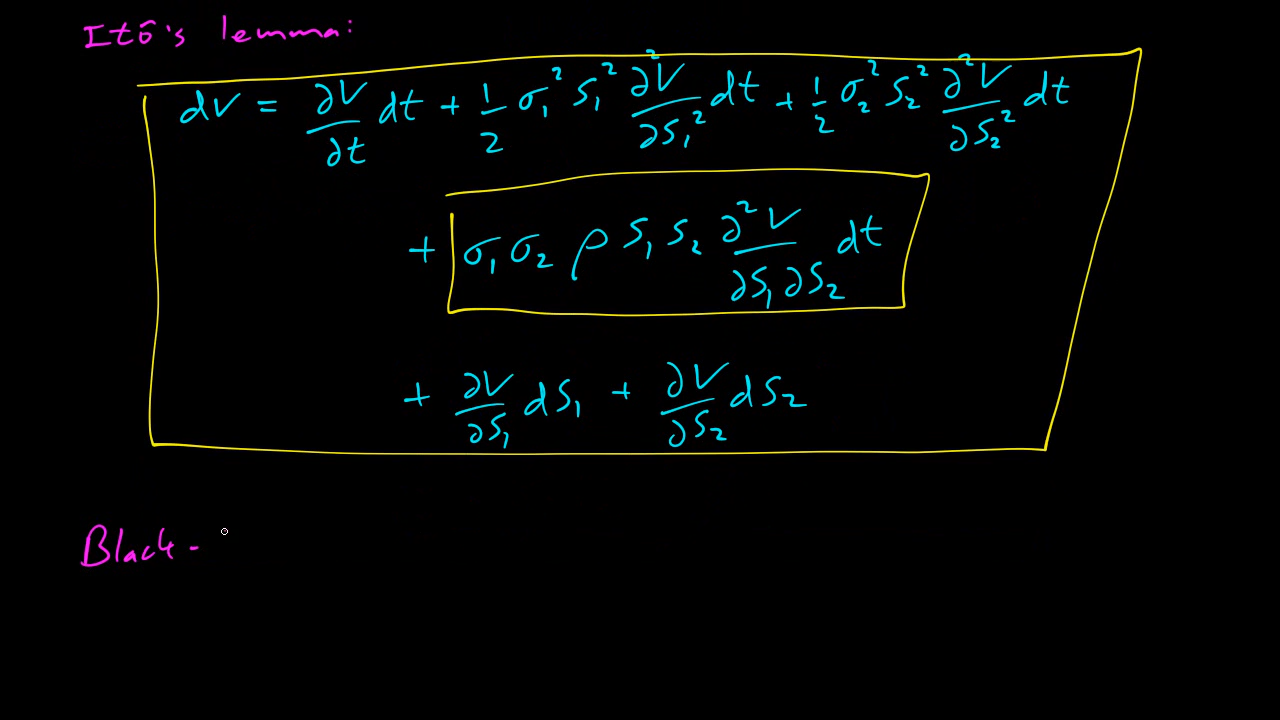 Itō's lemma:
dV = ∂V/∂t dt + 1/2 σ₁² S₁² ∂²V/∂S₁² dt + 1/2 σ₂² S₂² ∂²V/∂S₂² dt
+ σ₁ σ₂ ρ S₁ S₂ ∂²V/∂S₁∂S₂ dt
+ ∂V/∂S₁ dS₁ + ∂V/∂S₂ dS₂
Black -